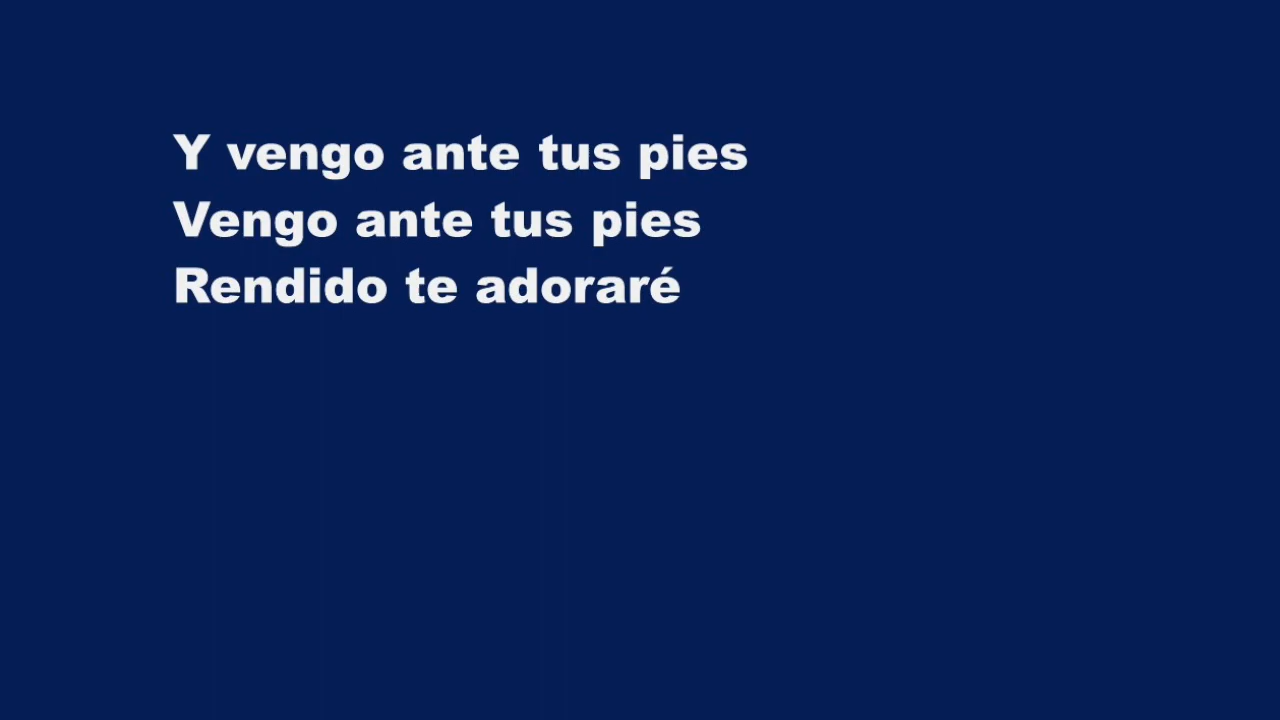 Y vengo ante tus pies
Vengo ante tus pies
Rendido te adoraré